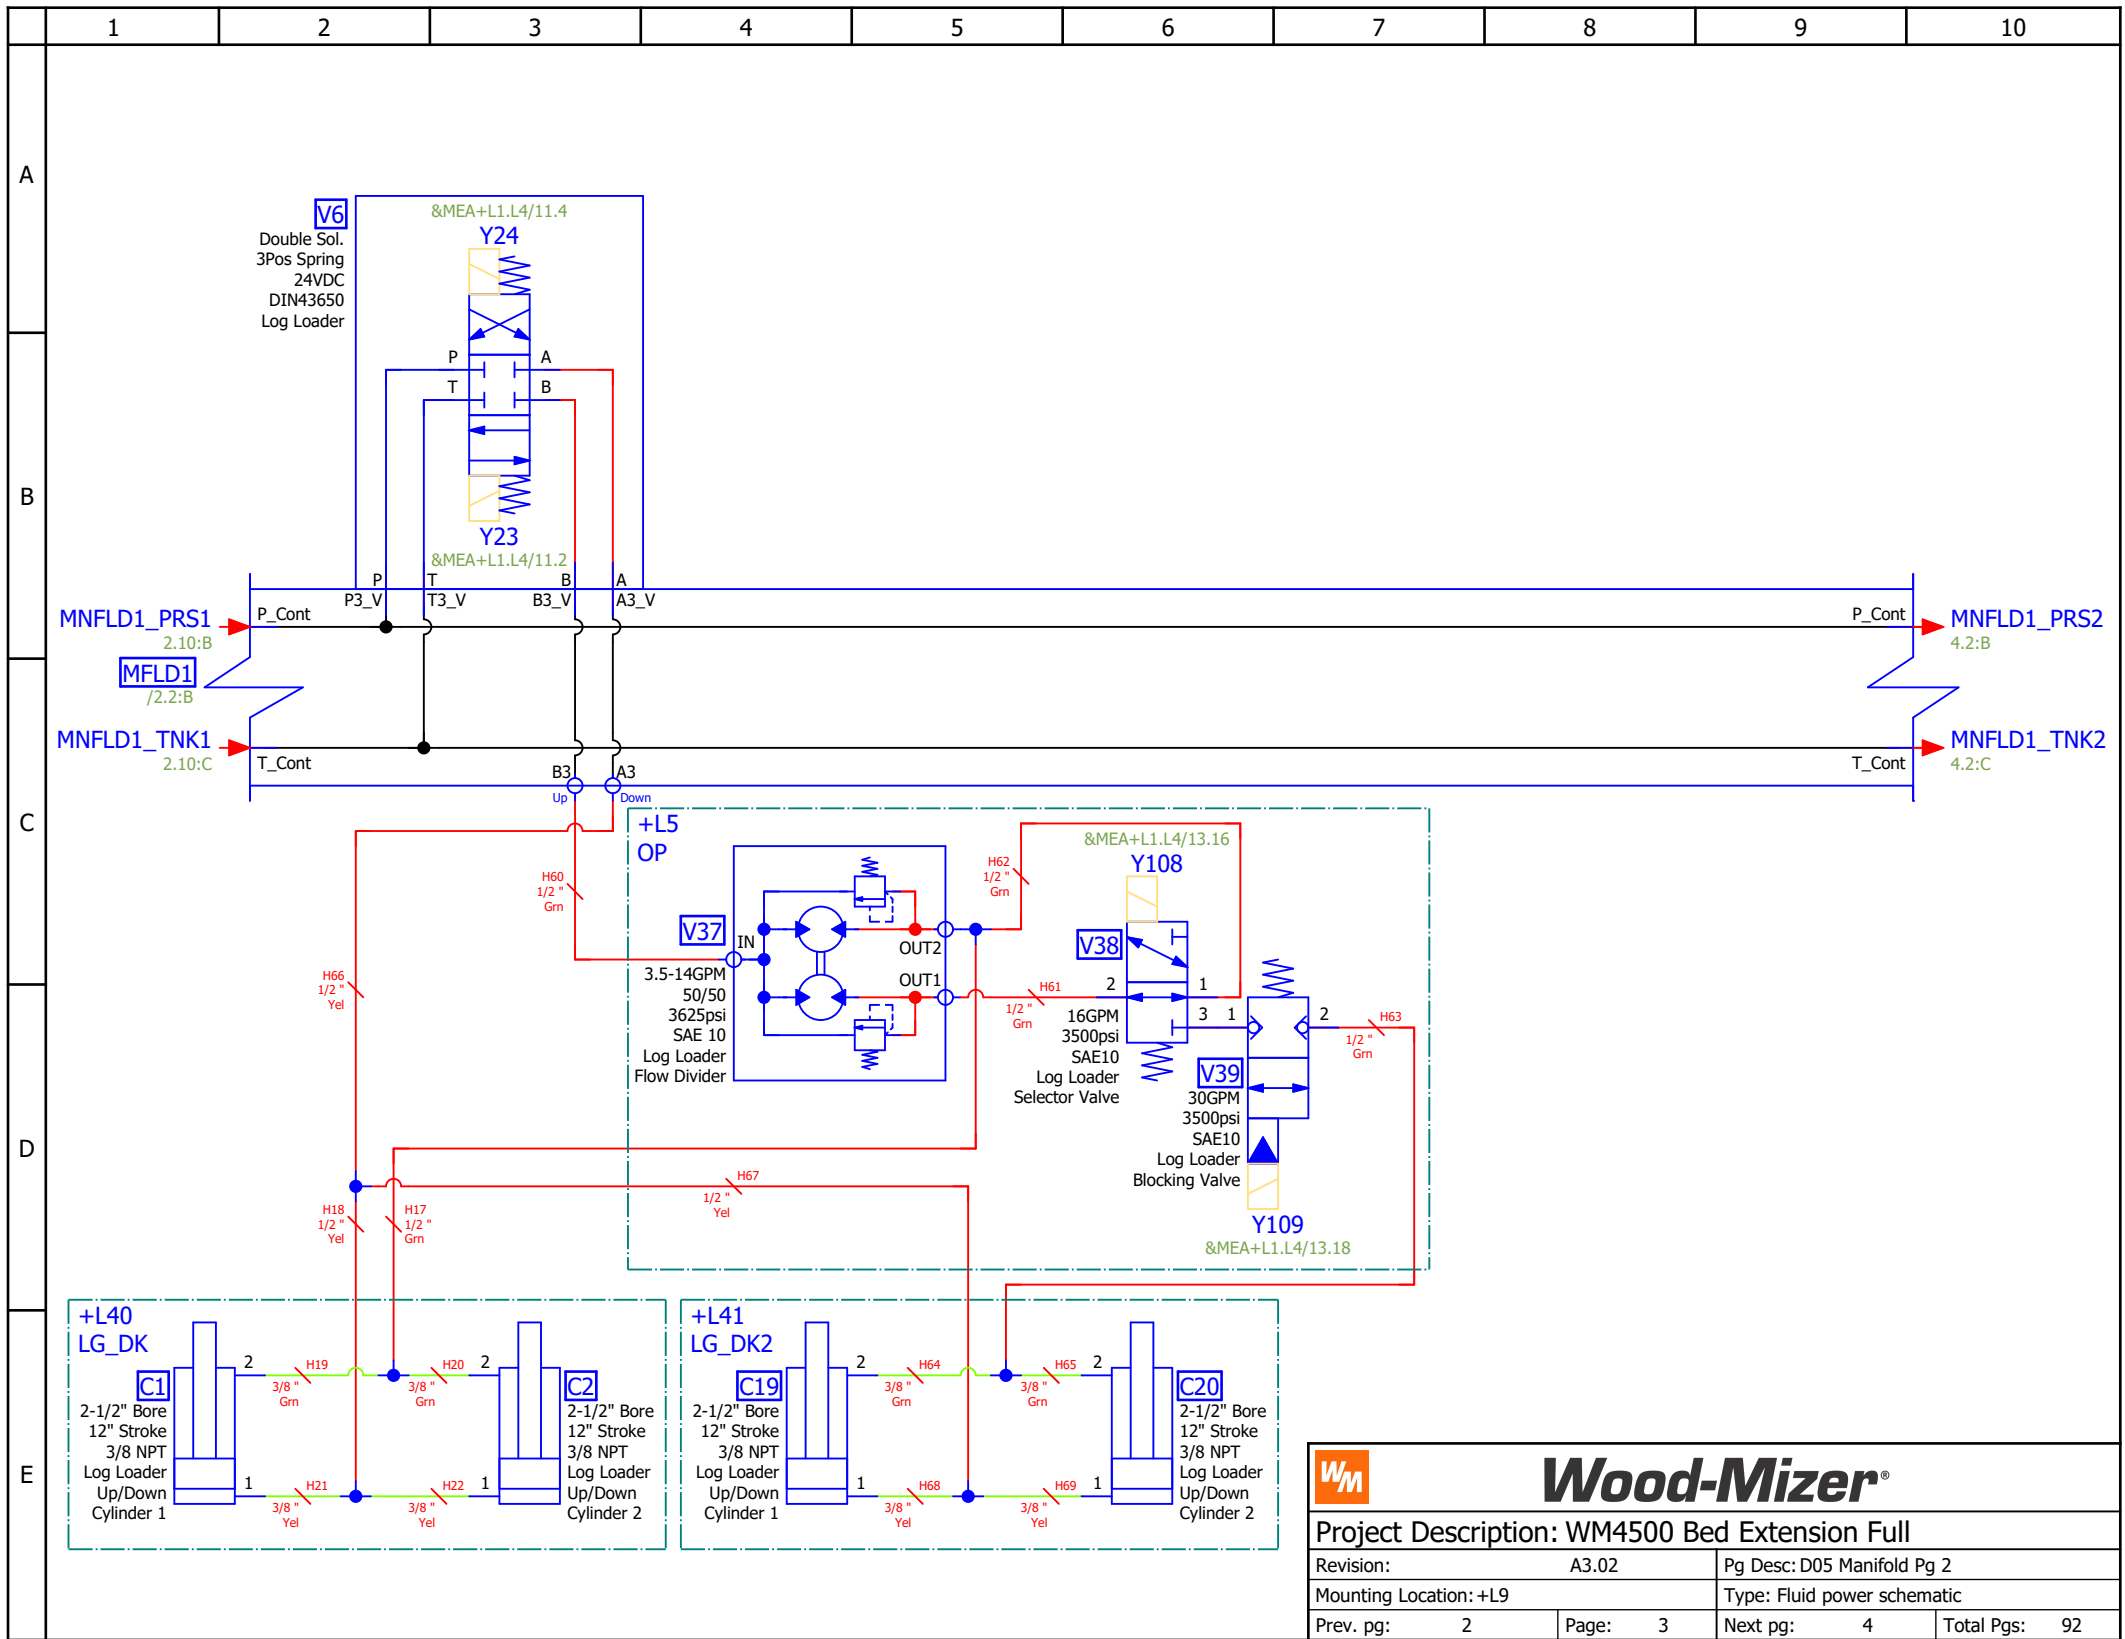 1 2 3 4 5 6 7 8 9 10
A
B
C
D
E
&MEA+L1.L4/11.4
V6
Y24
Double Sol.
3Pos Spring
24VDC
DIN43650
Log Loader
P A
T B
Y23
&MEA+L1.L4/11.2
P T B A
P3_V T3_V B3_V A3_V
MNFLD1_PRS1
2.10:B
P_Cont
P_Cont
MNFLD1_PRS2
4.2:B
MFLD1
/2.2:B
MNFLD1_TNK1
2.10:C
T_Cont
T_Cont
MNFLD1_TNK2
4.2:C
B3 A3
Up Down
+L5
OP
H60
1/2 "
Grn
H62
1/2 "
Grn
&MEA+L1.L4/13.16
Y108
V37
IN
OUT2
OUT1
3.5-14GPM
50/50
3625psi
SAE 10
Log Loader
Flow Divider
H61
1/2 "
Grn
V38
2 1
3
16GPM
3500psi
SAE10
Log Loader
Selector Valve
1 2
H63
1/2 "
Grn
V39
30GPM
3500psi
SAE10
Log Loader
Blocking Valve
Y109
&MEA+L1.L4/13.18
H66
1/2 "
Yel
H67
1/2 "
Yel
H18
1/2 "
Yel
H17
1/2 "
Grn
+L40
LG_DK
C1
2-1/2" Bore
12" Stroke
3/8 NPT
Log Loader
Up/Down
Cylinder 1
2
H19
3/8 "
Grn
H20
3/8 "
Grn
2
1
H21
3/8 "
Yel
H22
3/8 "
Yel
1
C2
2-1/2" Bore
12" Stroke
3/8 NPT
Log Loader
Up/Down
Cylinder 2
+L41
LG_DK2
C19
2-1/2" Bore
12" Stroke
3/8 NPT
Log Loader
Up/Down
Cylinder 1
2
H64
3/8 "
Grn
H65
3/8 "
Grn
2
1
H68
3/8 "
Yel
H69
3/8 "
Yel
1
C20
2-1/2" Bore
12" Stroke
3/8 NPT
Log Loader
Up/Down
Cylinder 2
WM Wood-Mizer®
Project Description: WM4500 Bed Extension Full
Revision: A3.02 Pg Desc: D05 Manifold Pg 2
Mounting Location: +L9 Type: Fluid power schematic
Prev. pg: 2 Page: 3 Next pg: 4 Total Pgs: 92